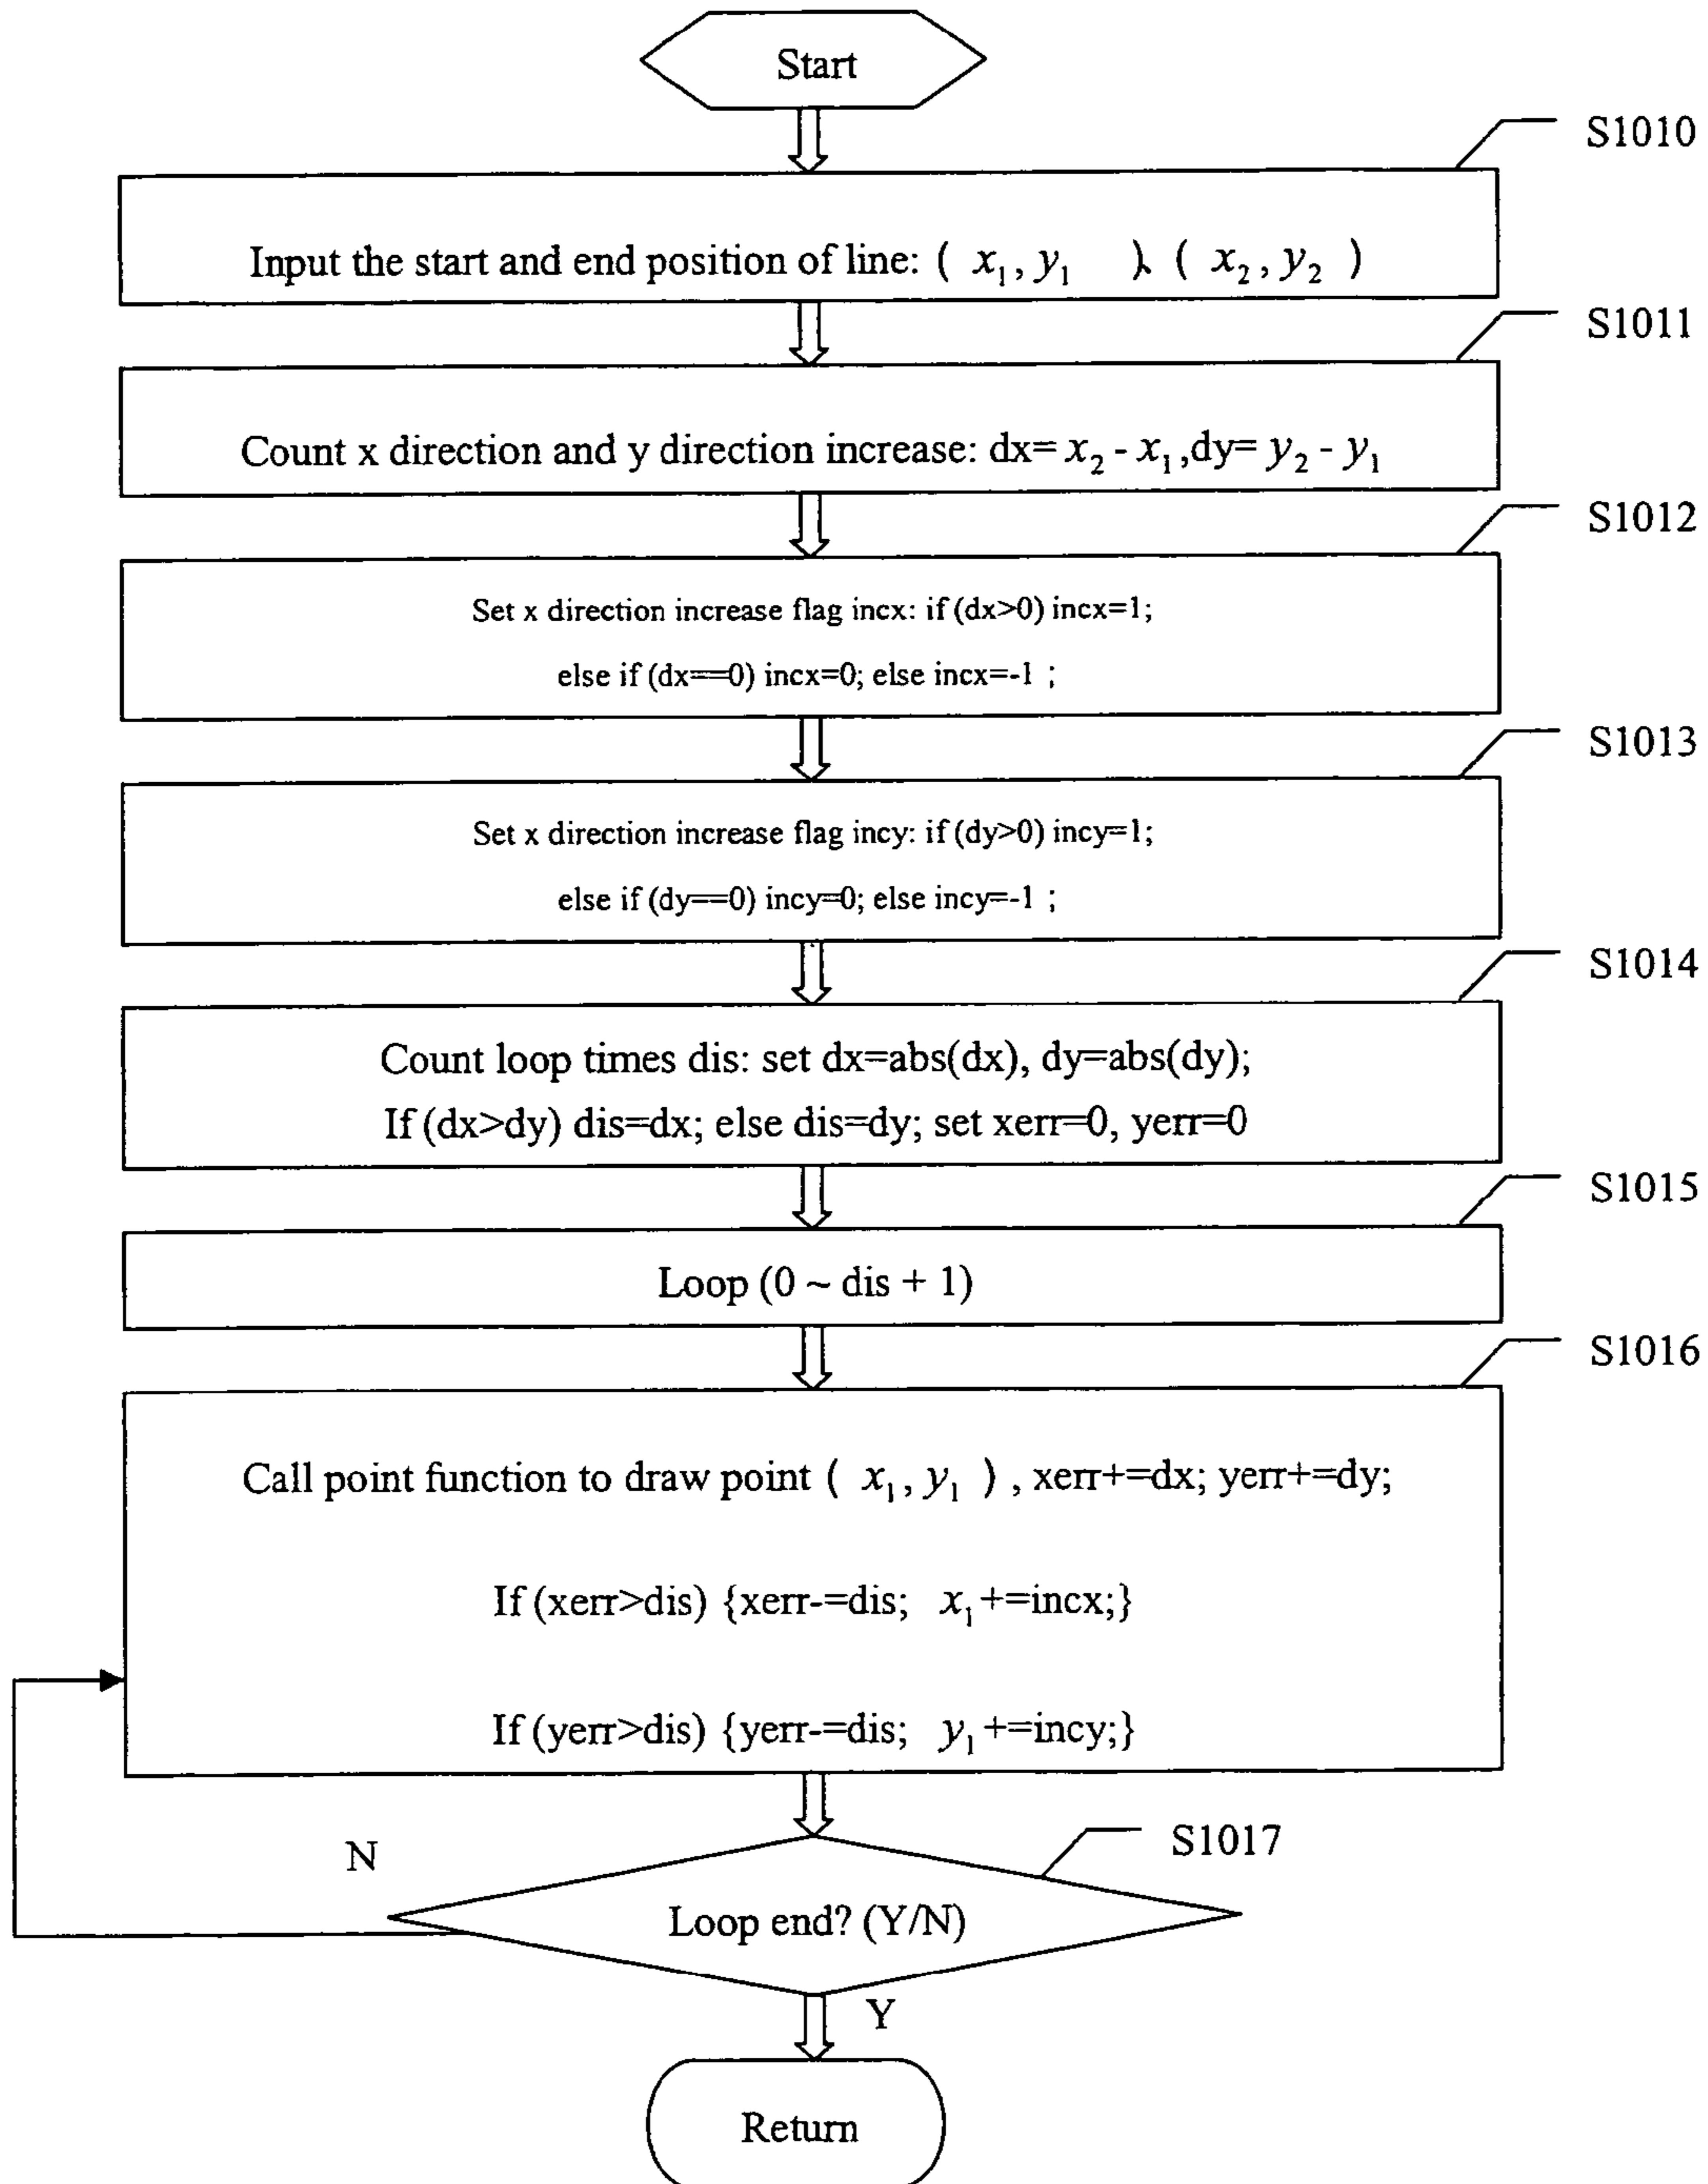 Start
S1010
Input the start and end position of line: ( x₁, y₁ )、( x₂, y₂ )
S1011
Count x direction and y direction increase: dx= x₂ - x₁ ,dy= y₂ - y₁
S1012
Set x direction increase flag incx: if (dx>0) incx=1;
else if (dx==0) incx=0; else incx=-1 ;
S1013
Set x direction increase flag incy: if (dy>0) incy=1;
else if (dy==0) incy=0; else incy=-1 ;
S1014
Count loop times dis: set dx=abs(dx), dy=abs(dy);
If (dx>dy) dis=dx; else dis=dy; set xerr=0, yerr=0
S1015
Loop (0 ~ dis + 1)
S1016
Call point function to draw point ( x₁, y₁ ) , xerr+=dx; yerr+=dy;
If (xerr>dis) {xerr-=dis; x₁ +=incx;}
If (yerr>dis) {yerr-=dis; y₁ +=incy;}
N
S1017
Loop end? (Y/N)
Y
Return